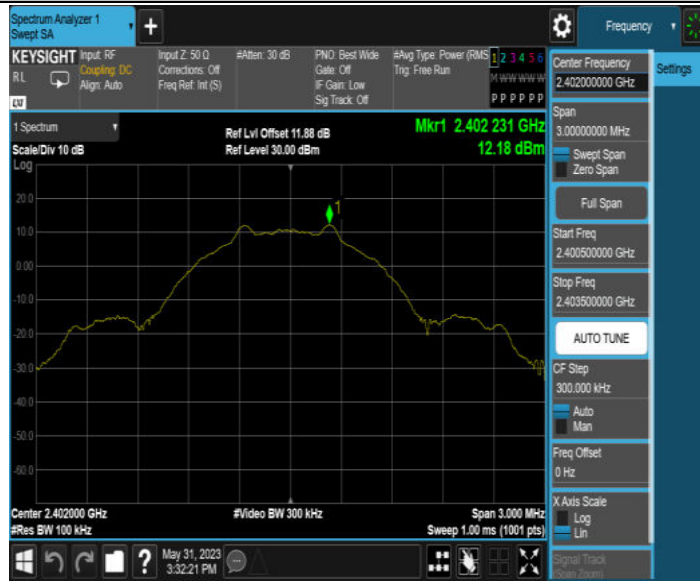 Spectrum Analyzer 1
Swept SA
Frequency
KEYSIGHT
RL
LXI
Input: RF
Coupling: DC
Align: Auto
Input Z: 50 Ω
Corrections: Off
Freq Ref: Int (S)
#Atten: 30 dB
PNO: Best Wide
Gate: Off
IF Gain: Low
Sig Track: Off
#Avg Type: Power (RMS
Trig: Free Run
1 2 3 4 5 6
M W W W W W
P P P P P P
Center Frequency
2.402000000 GHz
Settings
Span
3.00000000 MHz
Swept Span
Zero Span
Full Span
Start Freq
2.400500000 GHz
Stop Freq
2.403500000 GHz
AUTO TUNE
CF Step
300.000 kHz
Auto
Man
Freq Offset
0 Hz
X Axis Scale
Log
Lin
Signal Track
(Span Zoom)
1 Spectrum
Scale/Div 10 dB
Log
Ref Lvl Offset 11.88 dB
Ref Level 30.00 dBm
Mkr1 2.402 231 GHz
12.18 dBm
1
20.0
10.0
0.00
-10.0
-20.0
-30.0
-40.0
-50.0
-60.0
Center 2.402000 GHz
#Res BW 100 kHz
#Video BW 300 kHz
Span 3.000 MHz
Sweep 1.00 ms (1001 pts)
?
May 31, 2023
3:32:21 PM